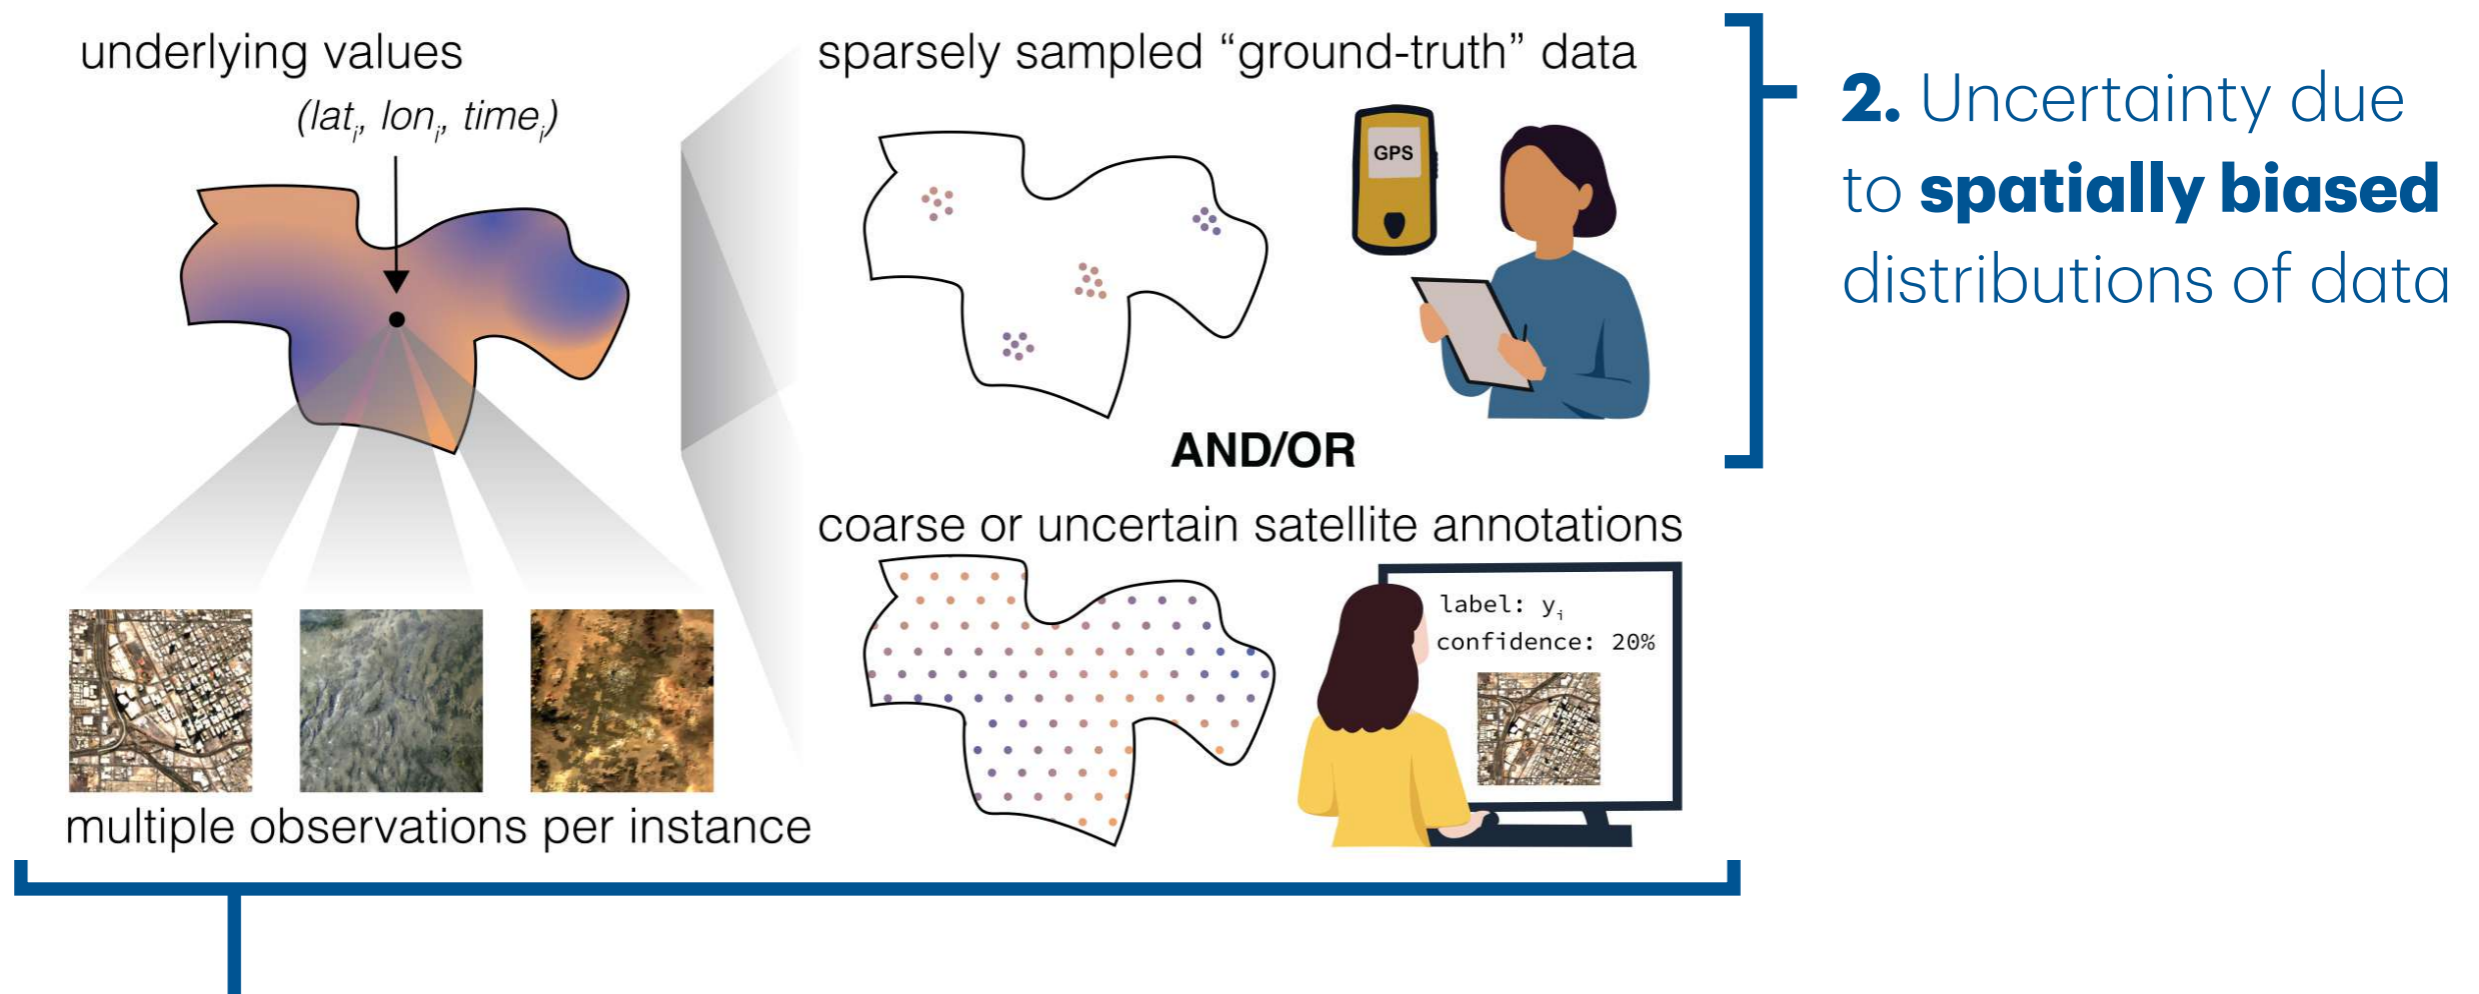 underlying values
(lat_i, lon_i, time_i)
multiple observations per instance
sparsely sampled “ground-truth” data
GPS
AND/OR
coarse or uncertain satellite annotations
label: y_i
confidence: 20%
2. Uncertainty due
to spatially biased
distributions of data